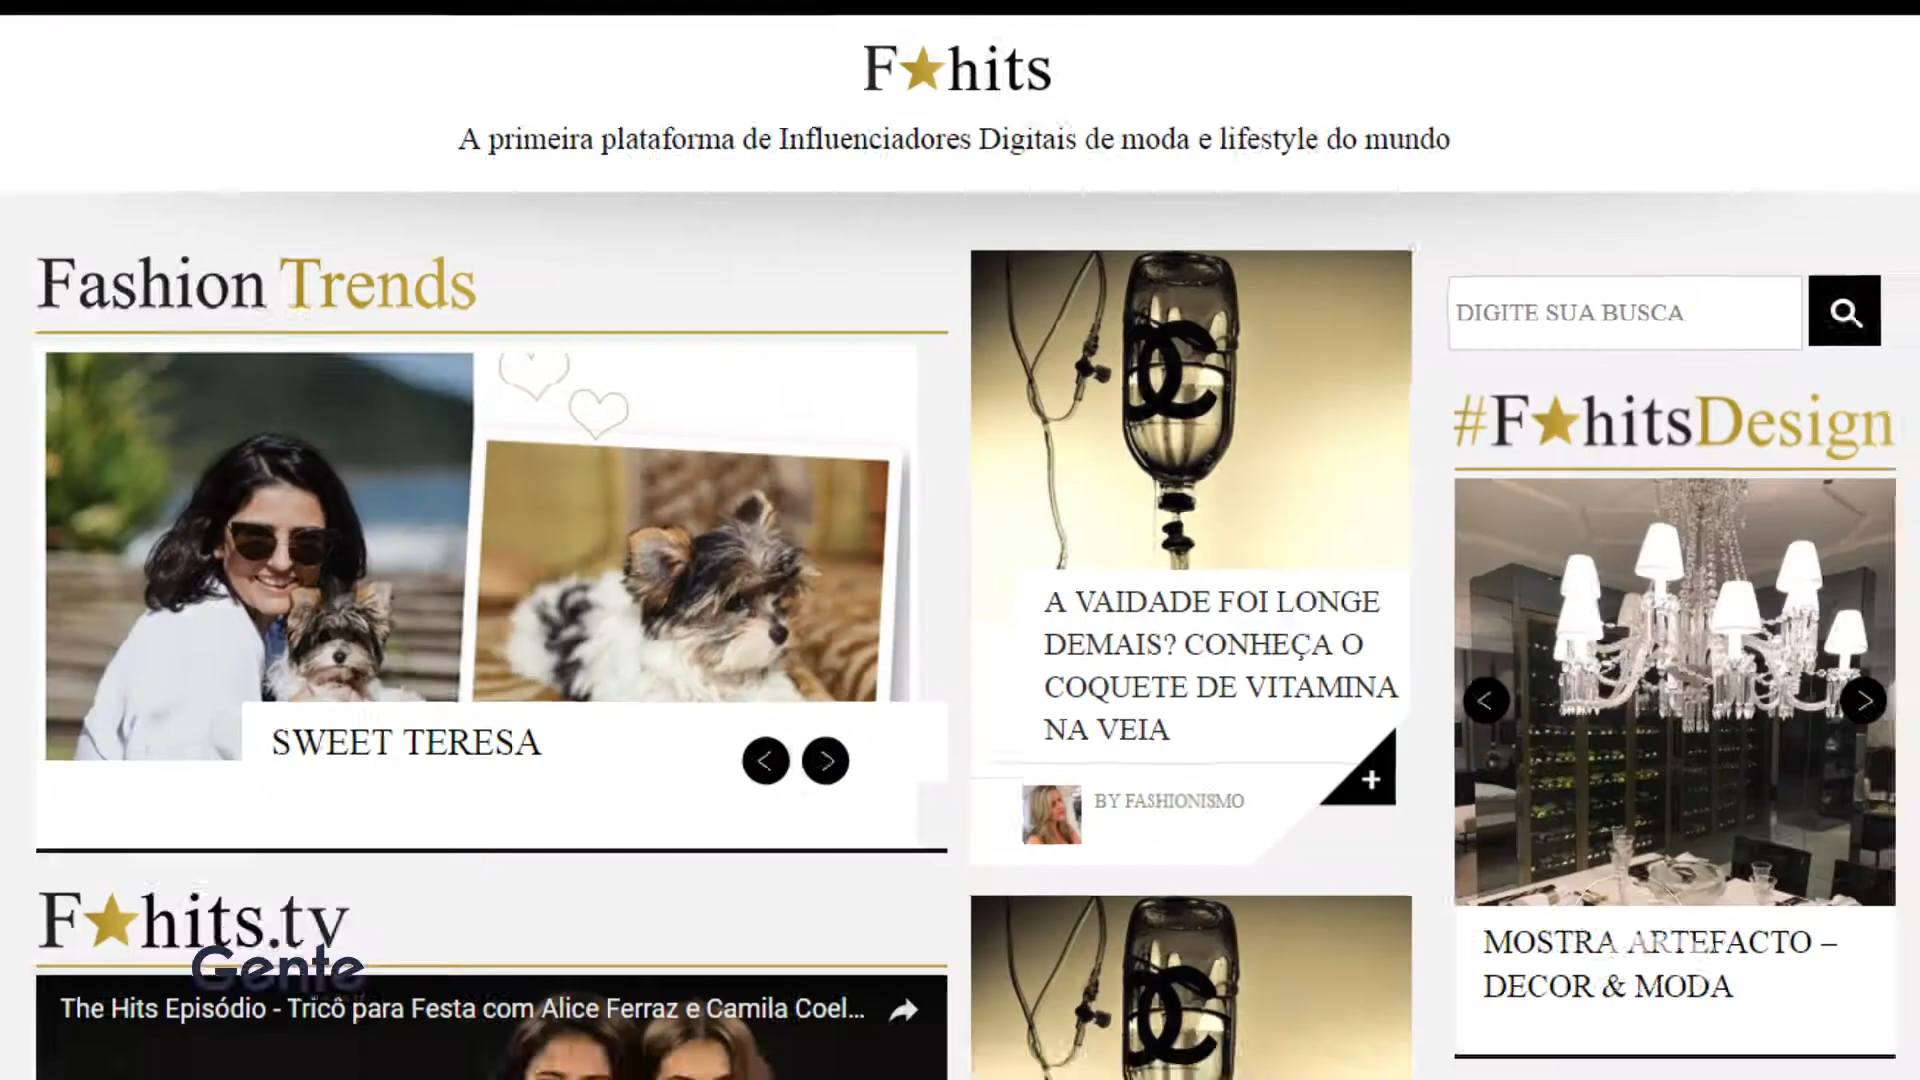 F★hits
A primeira plataforma de Influenciadores Digitais de moda e lifestyle do mundo
Fashion Trends
SWEET TERESA
F★hits.tv
Gente
The Hits Episódio - Tricô para Festa com Alice Ferraz e Camila Coel...
A VAIDADE FOI LONGE
DEMAIS? CONHEÇA O
COQUETE DE VITAMINA
NA VEIA
BY FASHIONISMO
DIGITE SUA BUSCA
#F★hitsDesign
MOSTRA ARTEFACTO –
DECOR & MODA